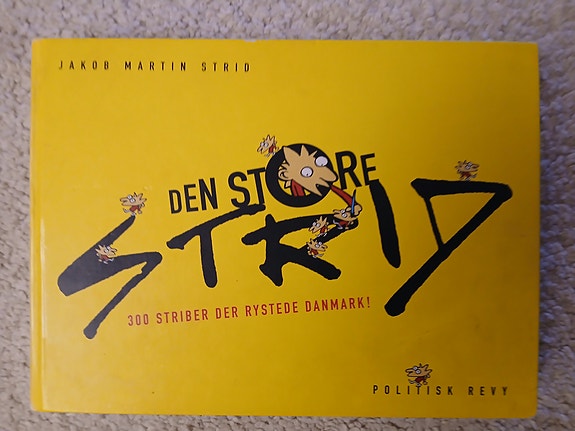 JAKOB MARTIN STRID
DEN STORE
STRID
300 STRIBER DER RYSTEDE DANMARK!
POLITISK REVY